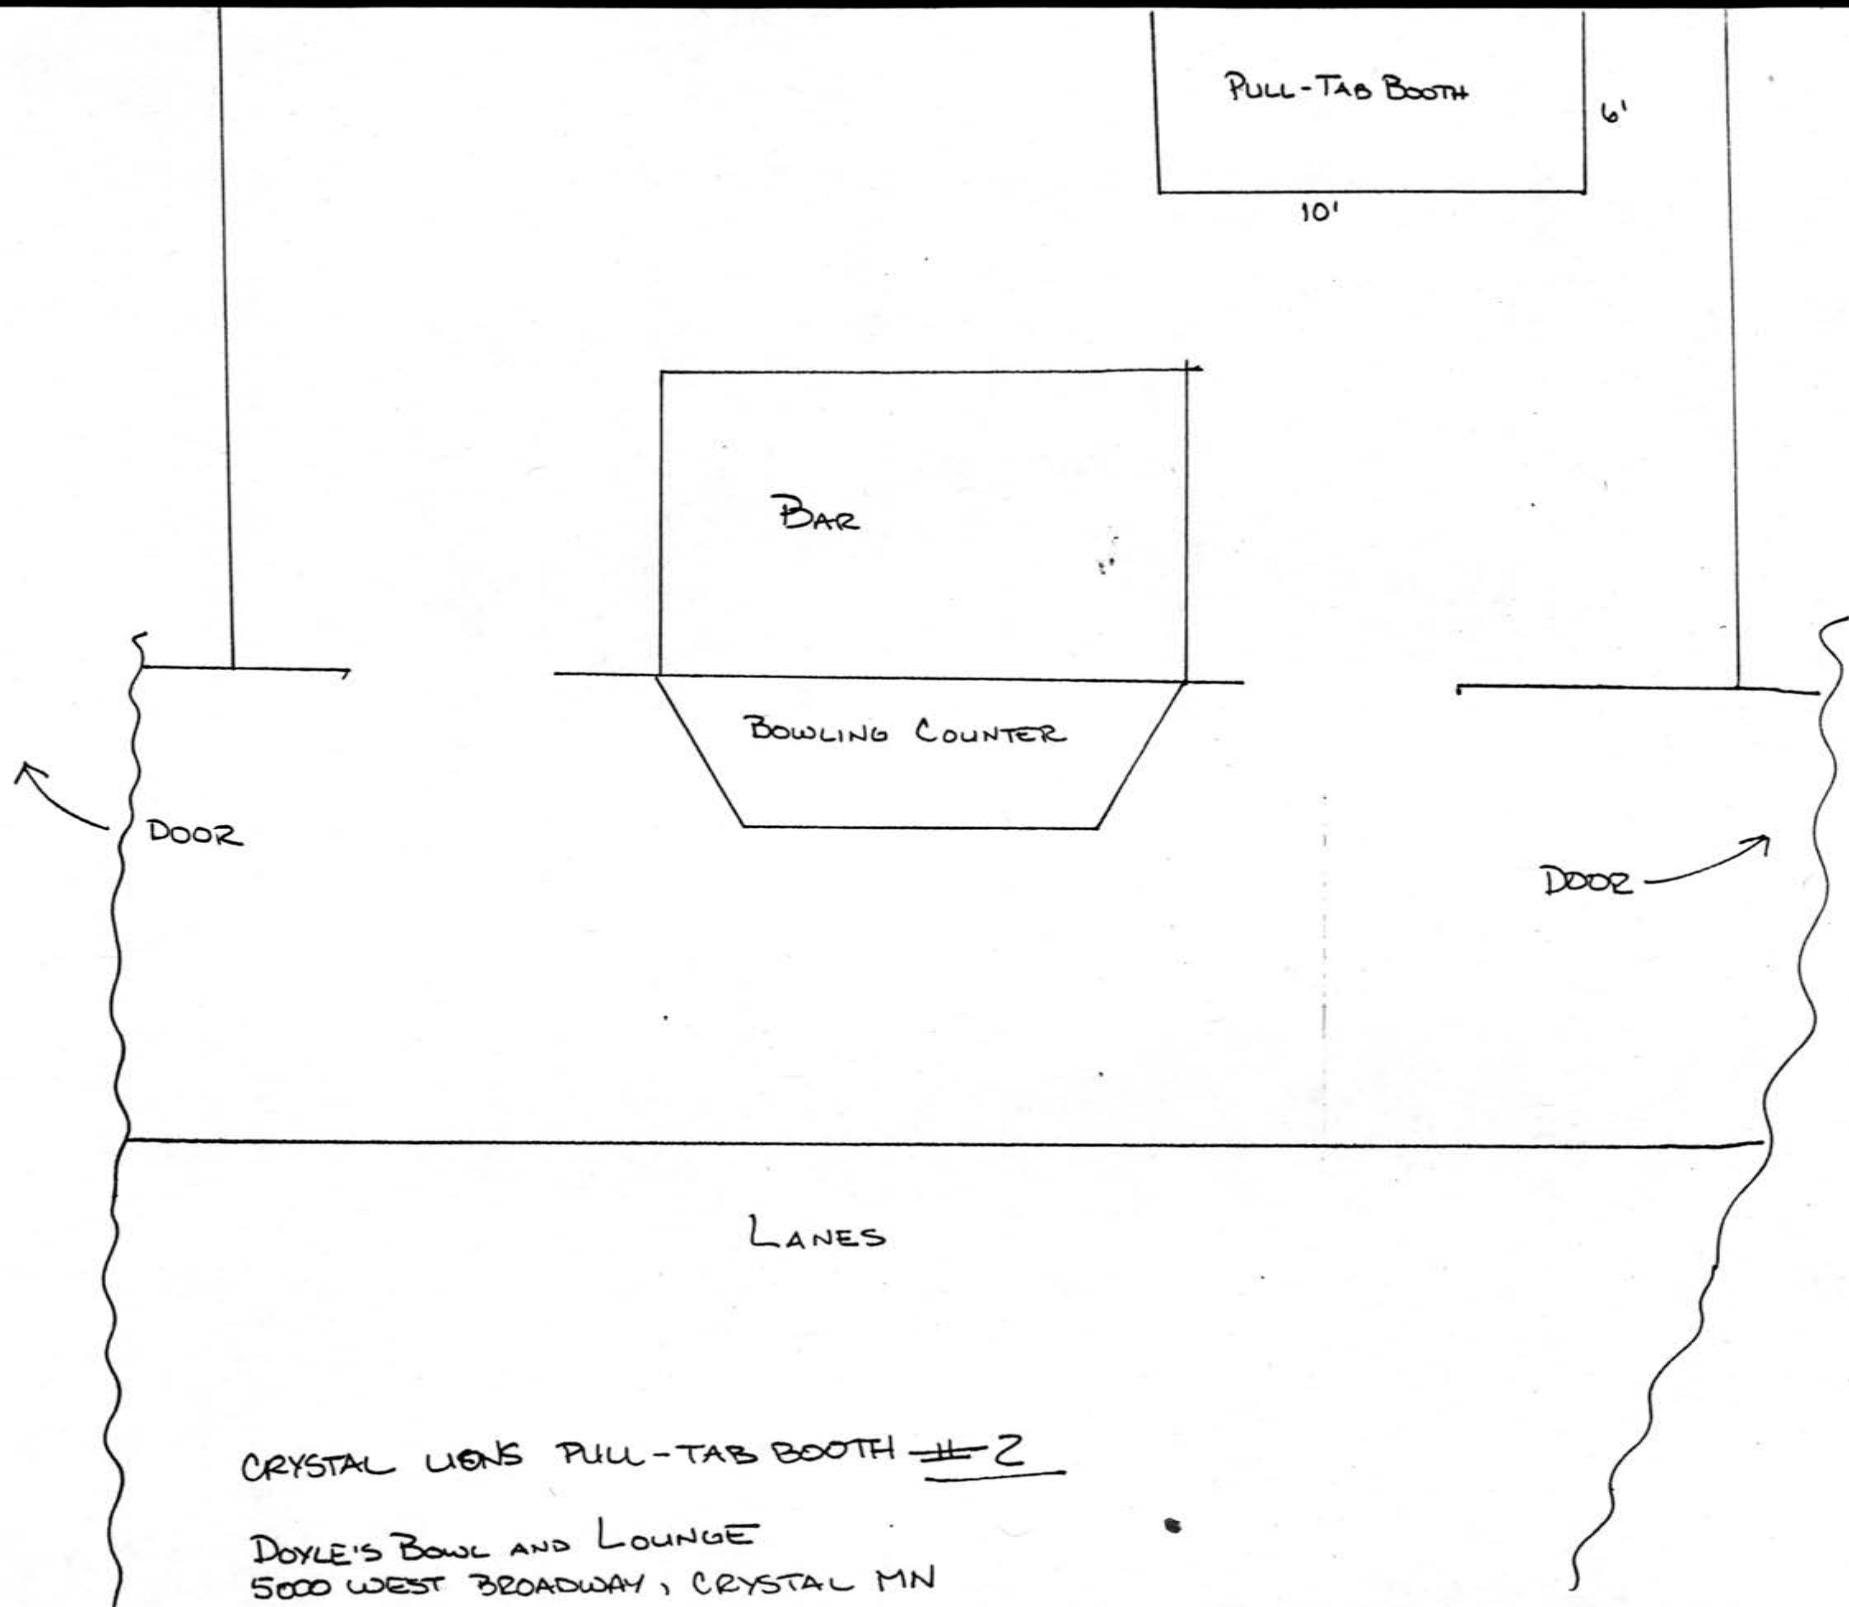 PULL-TAB BOOTH
6'
10'
BAR
BOWLING COUNTER
DOOR
DOOR
LANES
CRYSTAL LIONS PULL-TAB BOOTH #2
DOYLE'S BOWL AND LOUNGE
5000 WEST BROADWAY, CRYSTAL MN